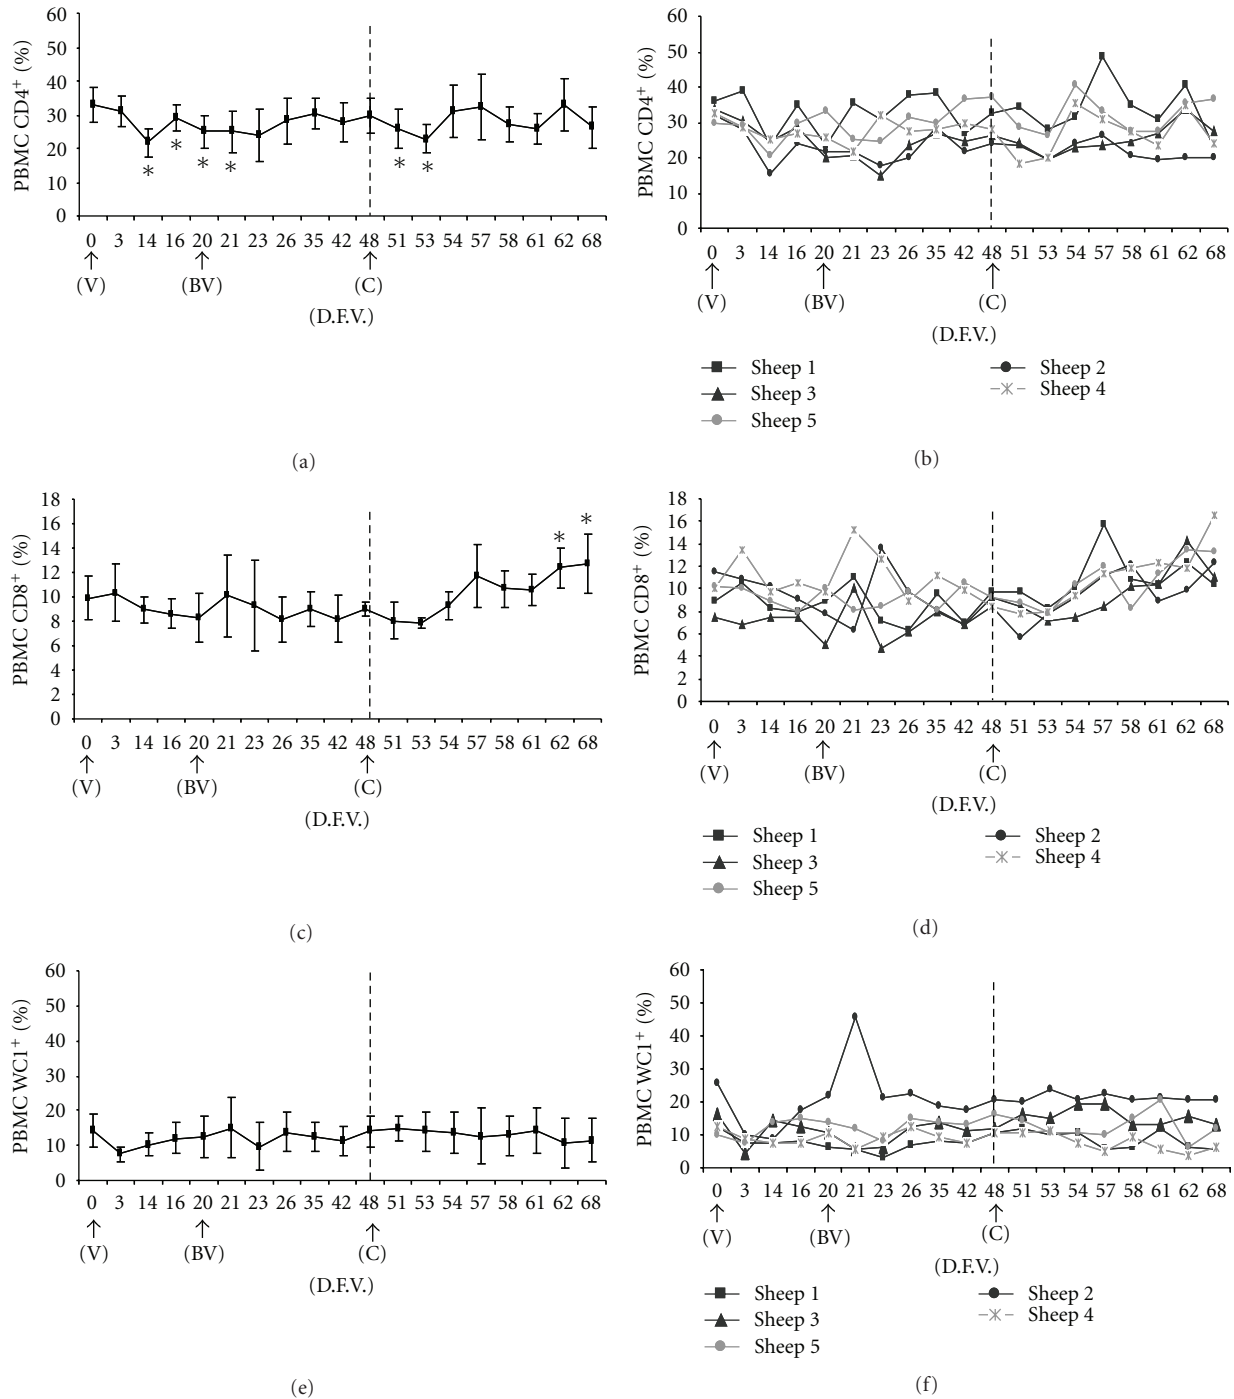 PBMC CD4⁺ (%)
60
50
40
30
20
10
0
* * * * * *
0 3 14 16 20 21 23 26 35 42 48 51 53 54 57 58 61 62 68
(V) (BV) (C)
(D.F.V.)
(a)
PBMC CD4⁺ (%)
60
50
40
30
20
10
0
0 3 14 16 20 21 23 26 35 42 48 51 53 54 57 58 61 62 68
(V) (BV) (C)
(D.F.V.)
Sheep 1 Sheep 2
Sheep 3 Sheep 4
Sheep 5
(b)
PBMC CD8⁺ (%)
18
16
14
12
10
8
6
4
2
0
* *
0 3 14 16 20 21 23 26 35 42 48 51 53 54 57 58 61 62 68
(V) (BV) (C)
(D.F.V.)
(c)
PBMC CD8⁺ (%)
18
16
14
12
10
8
6
4
2
0
0 3 14 16 20 21 23 26 35 42 48 51 53 54 57 58 61 62 68
(V) (BV) (C)
(D.F.V.)
Sheep 1 Sheep 2
Sheep 3 Sheep 4
Sheep 5
(d)
PBMC WC1⁺ (%)
60
50
40
30
20
10
0
0 3 14 16 20 21 23 26 35 42 48 51 53 54 57 58 61 62 68
(V) (BV) (C)
(D.F.V.)
(e)
PBMC WC1⁺ (%)
60
50
40
30
20
10
0
0 3 14 16 20 21 23 26 35 42 48 51 53 54 57 58 61 62 68
(V) (BV) (C)
(D.F.V.)
Sheep 1 Sheep 2
Sheep 3 Sheep 4
Sheep 5
(f)